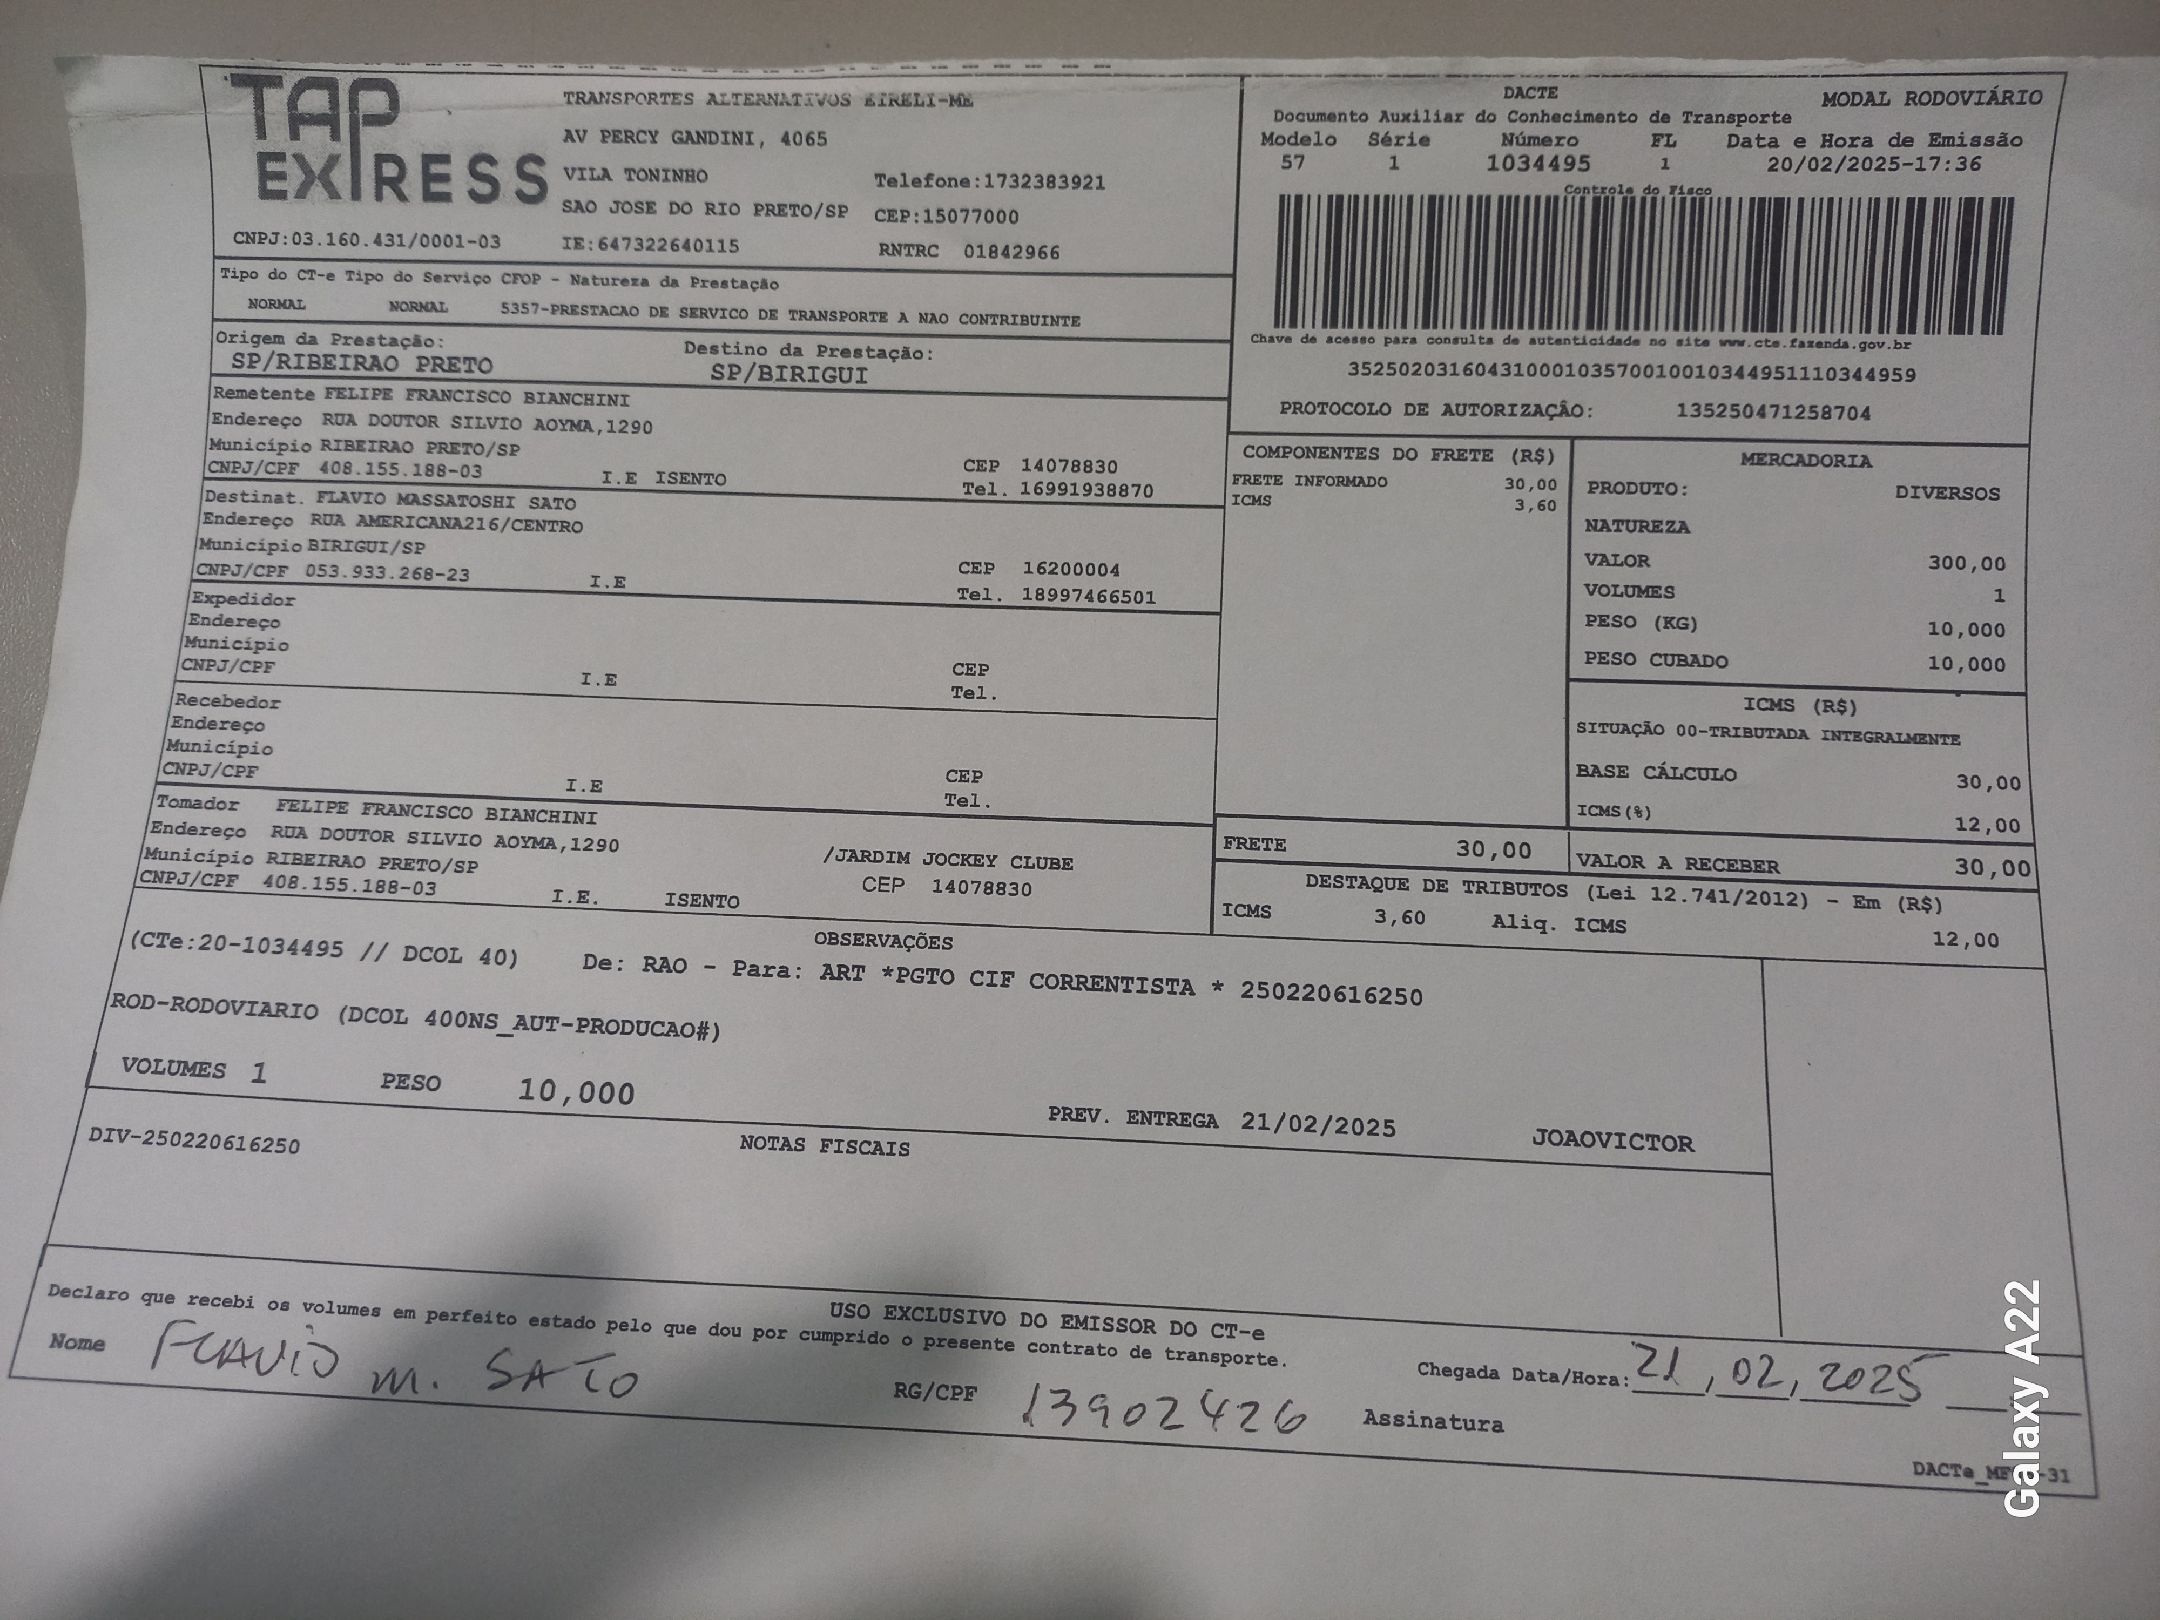 TAP EXPRESS
TRANSPORTES ALTERNATIVOS EIRELI-ME
AV PERCY GANDINI, 4065
VILA TONINHO
Telefone:1732383921
SAO JOSE DO RIO PRETO/SP CEP:15077000
CNPJ:03.160.431/0001-03 IE:647322640115 RNTRC 01842966
DACTE MODAL RODOVIÁRIO
Documento Auxiliar do Conhecimento de Transporte
Modelo Série Número FL Data e Hora de Emissão
57 1 1034495 1 20/02/2025-17:36
Controle do Fisco
Chave de acesso para consulta de autenticidade no site www.cte.fazenda.gov.br
35250203160431000103570010010344951110344959
PROTOCOLO DE AUTORIZAÇÃO: 135250471258704
Tipo do CT-e Tipo do Serviço CFOP - Natureza da Prestação
NORMAL NORMAL 5357-PRESTACAO DE SERVICO DE TRANSPORTE A NAO CONTRIBUINTE
Origem da Prestação: Destino da Prestação:
SP/RIBEIRAO PRETO SP/BIRIGUI
Remetente FELIPE FRANCISCO BIANCHINI
Endereço RUA DOUTOR SILVIO AOYMA,1290
Município RIBEIRAO PRETO/SP CEP 14078830
CNPJ/CPF 408.155.188-03 I.E ISENTO Tel. 16991938870
Destinat. FLAVIO MASSATOSHI SATO
Endereço RUA AMERICANA216/CENTRO
Município BIRIGUI/SP CEP 16200004
CNPJ/CPF 053.933.268-23 I.E Tel. 18997466501
Expedidor
Endereço
Município CEP
CNPJ/CPF I.E Tel.
Recebedor
Endereço
Município CEP
CNPJ/CPF I.E Tel.
Tomador FELIPE FRANCISCO BIANCHINI
Endereço RUA DOUTOR SILVIO AOYMA,1290 /JARDIM JOCKEY CLUBE
Município RIBEIRAO PRETO/SP CEP 14078830
CNPJ/CPF 408.155.188-03 I.E. ISENTO
COMPONENTES DO FRETE (R$)
FRETE INFORMADO 30,00
ICMS 3,60
MERCADORIA
PRODUTO: DIVERSOS
NATUREZA
VALOR 300,00
VOLUMES 1
PESO (KG) 10,000
PESO CUBADO 10,000
ICMS (R$)
SITUAÇÃO 00-TRIBUTADA INTEGRALMENTE
BASE CÁLCULO 30,00
ICMS(%) 12,00
FRETE 30,00 VALOR A RECEBER 30,00
DESTAQUE DE TRIBUTOS (Lei 12.741/2012) - Em (R$)
ICMS 3,60 Aliq. ICMS 12,00
OBSERVAÇÕES
(CTe:20-1034495 // DCOL 40) De: RAO - Para: ART *PGTO CIF CORRENTISTA * 250220616250
ROD-RODOVIARIO (DCOL 400NS_AUT-PRODUCAO#)
VOLUMES 1 PESO 10,000 PREV. ENTREGA 21/02/2025 JOAOVICTOR
NOTAS FISCAIS
DIV-250220616250
USO EXCLUSIVO DO EMISSOR DO CT-e
Declaro que recebi os volumes em perfeito estado pelo que dou por cumprido o presente contrato de transporte.
Nome FLAVIO M. SATO RG/CPF 13902426 Chegada Data/Hora: 21,02,2025
Assinatura
Galaxy A22